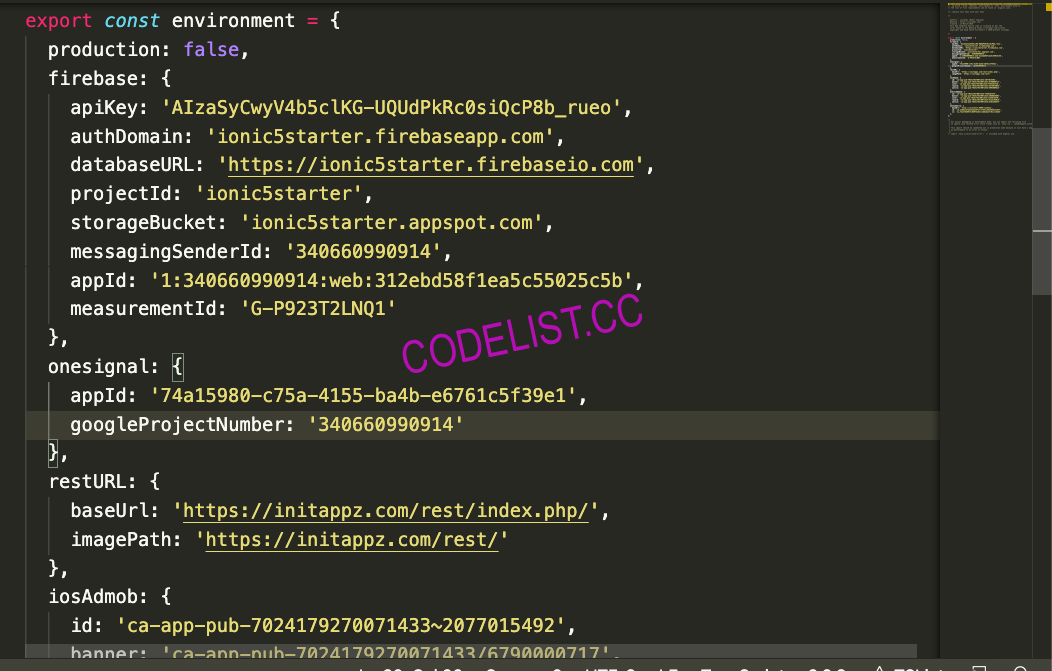 export const environment = {
production: false,
firebase: {
apiKey: 'AIzaSyCwyV4b5clKG-UQUdPkRc0siQcP8b_rueo',
authDomain: 'ionic5starter.firebaseapp.com',
databaseURL: 'https://ionic5starter.firebaseio.com',
projectId: 'ionic5starter',
storageBucket: 'ionic5starter.appspot.com',
messagingSenderId: '340660990914',
appId: '1:340660990914:web:312ebd58f1ea5c55025c5b',
measurementId: 'G-P923T2LNQ1'
},
CODELIST.CC
onesignal: {
appId: '74a15980-c75a-4155-ba4b-e6761c5f39e1',
googleProjectNumber: '340660990914'
},
restURL: {
baseUrl: 'https://initappz.com/rest/index.php/',
imagePath: 'https://initappz.com/rest/'
},
iosAdmob: {
id: 'ca-app-pub-7024179270071433~2077015492',
banner: 'ca-app-pub-7024179270071433/6790000717',